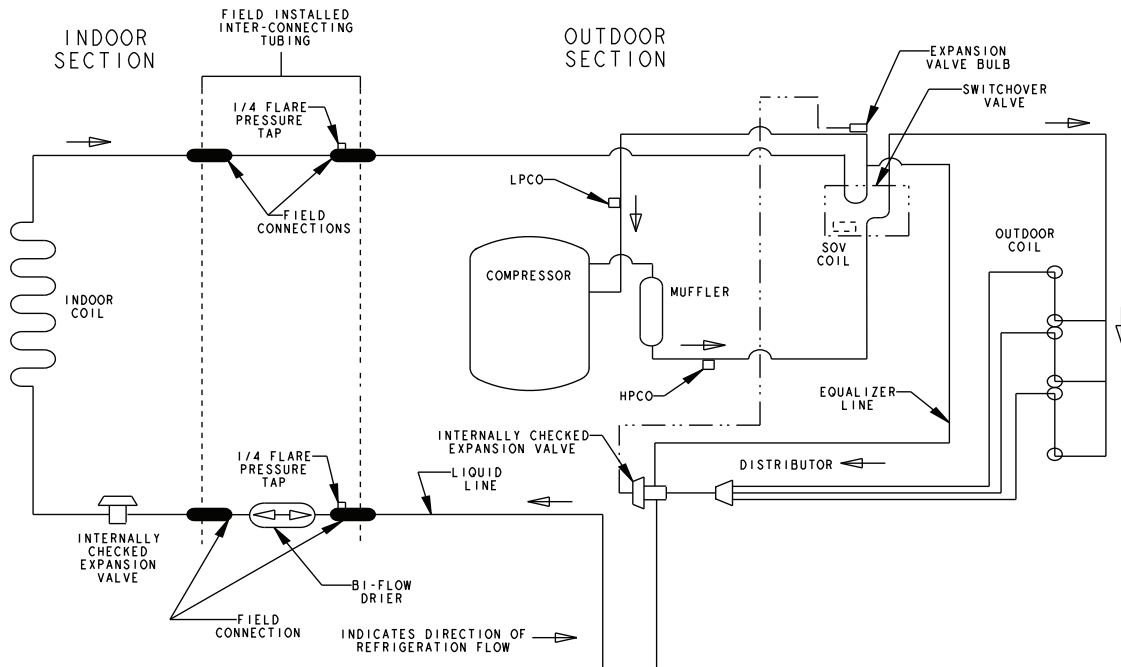 INDOOR
SECTION
FIELD INSTALLED
INTER-CONNECTING
TUBING
OUTDOOR
SECTION
EXPANSION
VALVE BULB
SWITCHOVER
VALVE
1/4 FLARE
PRESSURE
TAP
LPCO
FIELD
CONNECTIONS
SOV
COIL
OUTDOOR
COIL
COMPRESSOR
MUFFLER
INDOOR
COIL
HPCO
EQUALIZER
LINE
INTERNALLY CHECKED
EXPANSION VALVE
1/4 FLARE
PRESSURE
TAP
LIQUID
LINE
DISTRIBUTOR
INTERNALLY
CHECKED
EXPANSION
VALVE
BI-FLOW
DRIER
FIELD
CONNECTION
INDICATES DIRECTION OF
REFRIGERATION FLOW